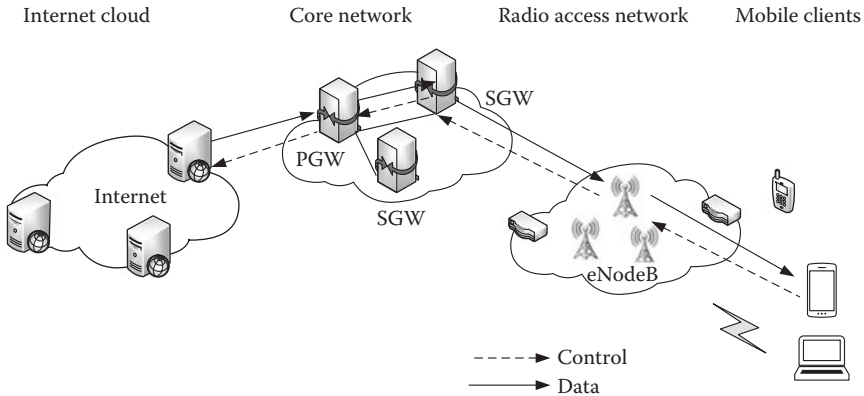 Internet cloud
Core network
Radio access network
Mobile clients
SGW
PGW
Internet
SGW
eNodeB
Control
Data